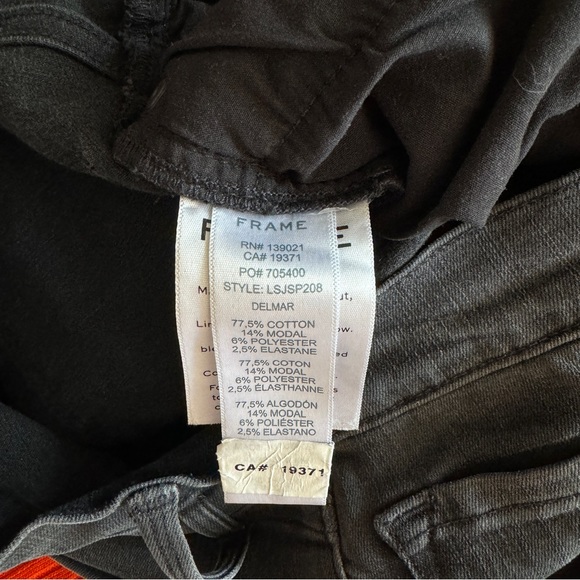 FRAME
RN# 139021
CA# 19371
PO# 705400
STYLE: LSJSP208
DELMAR
77,5% COTTON
14% MODAL
6% POLYESTER
2,5% ELASTANE
77,5% COTON
14% MODAL
6% POLYESTER
2,5% ÉLASTHANNE
77,5% ALGODÓN
14% MODAL
6% POLIÉSTER
2,5% ELASTANO
CA# 19371